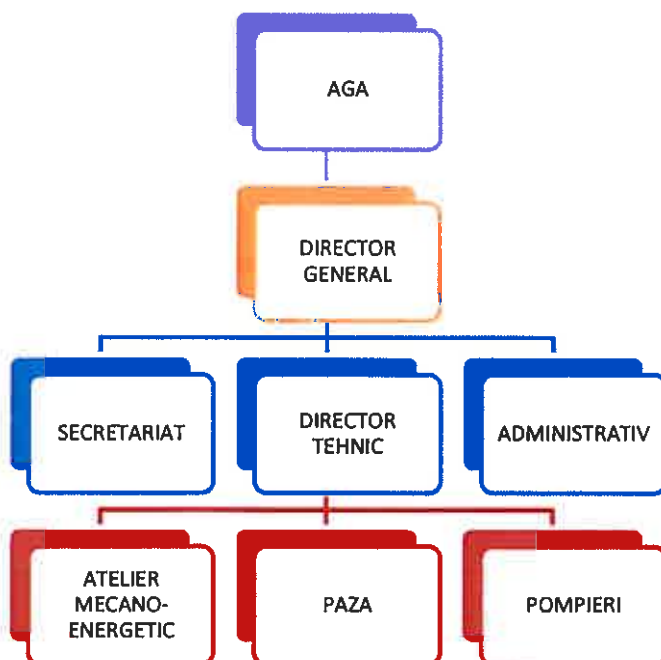 AGA
DIRECTOR
GENERAL
SECRETARIAT
DIRECTOR
TEHNIC
ADMINISTRATIV
ATELIER
MECANO-
ENERGETIC
PAZA
POMPIERI